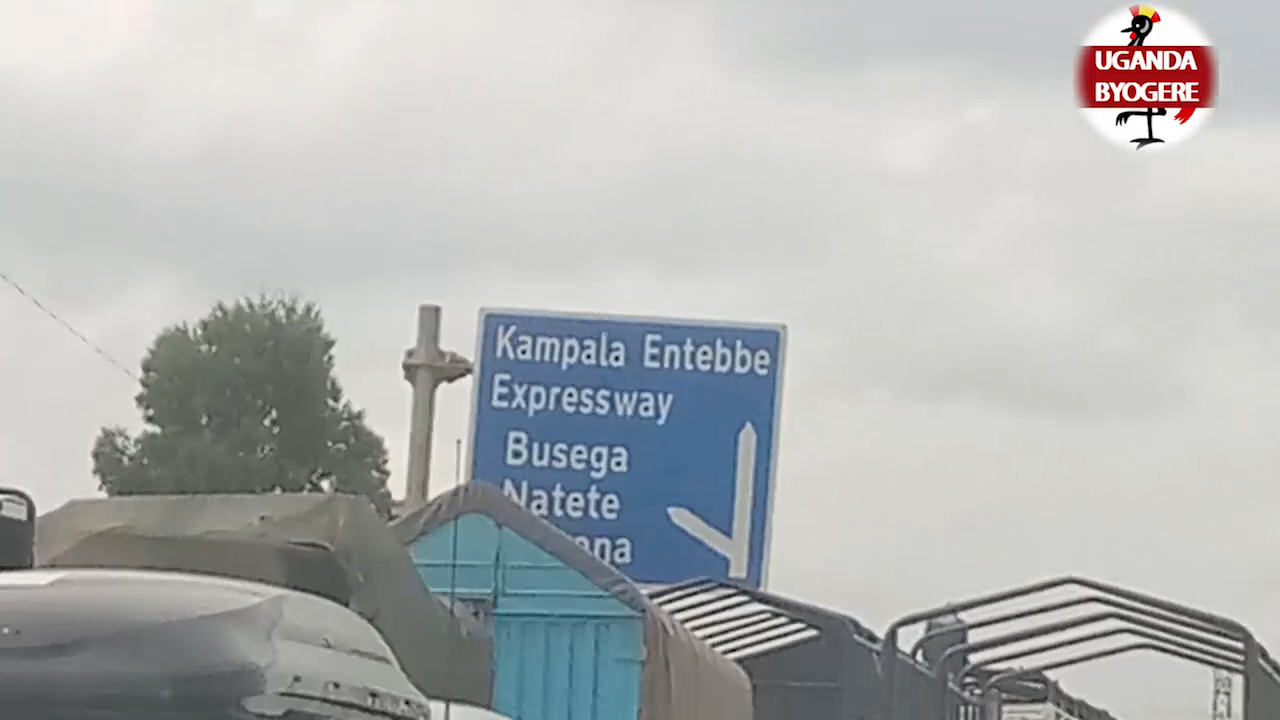 UGANDA
BYOGERE
Kampala Entebbe
Expressway
Busega
Natete